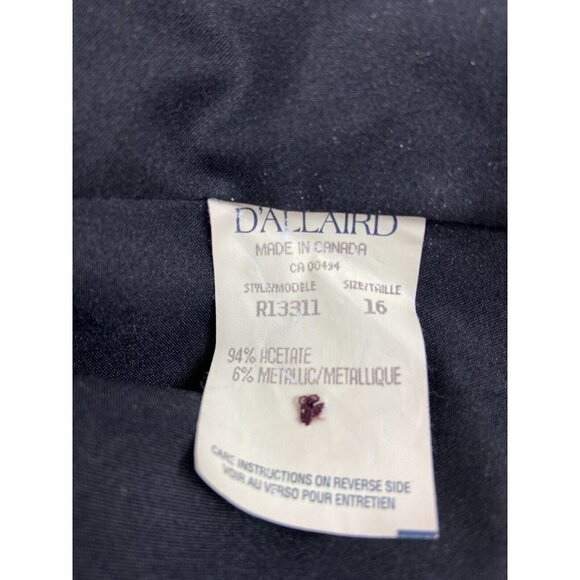 D'ALLAIRD
MADE IN CANADA
CA 00494
STYLE/MODÈLE SIZE/TAILLE
R13311 16
94% ACETATE
6% METALLIC/METALLIQUE
CARE INSTRUCTIONS ON REVERSE SIDE
VOIR AU VERSO POUR ENTRETIEN